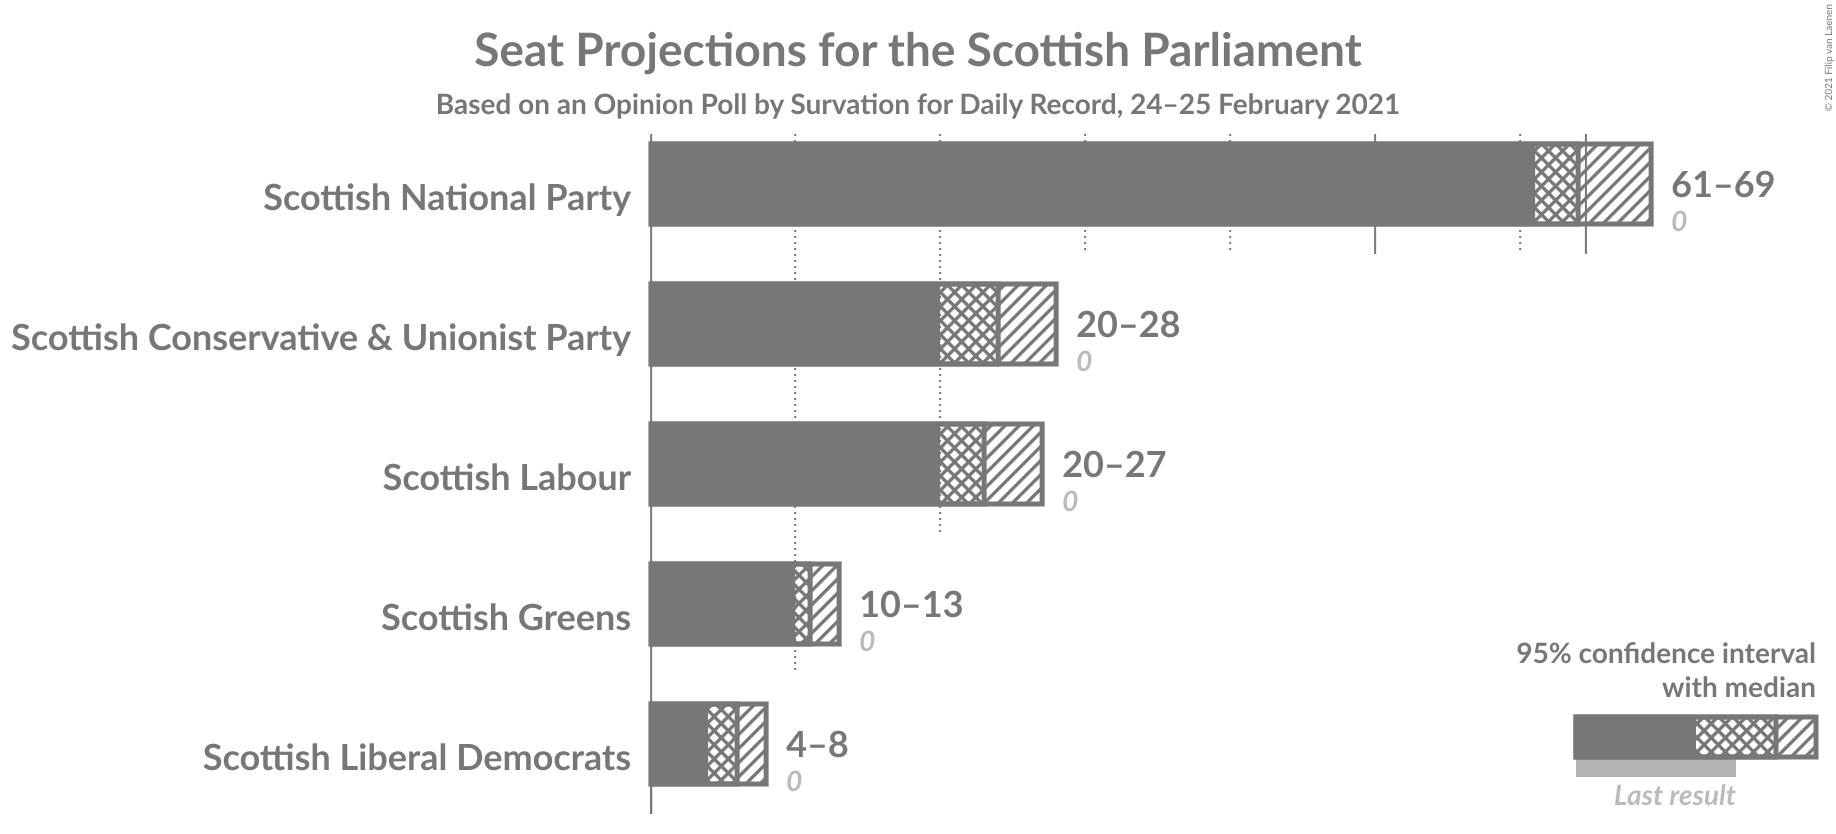 Seat Projections for the Scottish Parliament
Based on an Opinion Poll by Survation for Daily Record, 24–25 February 2021
© 2021 Filip van Laenen
Scottish National Party
61–69
0
Scottish Conservative & Unionist Party
20–28
0
Scottish Labour
20–27
0
Scottish Greens
10–13
0
Scottish Liberal Democrats
4–8
0
95% confidence interval
with median
Last result